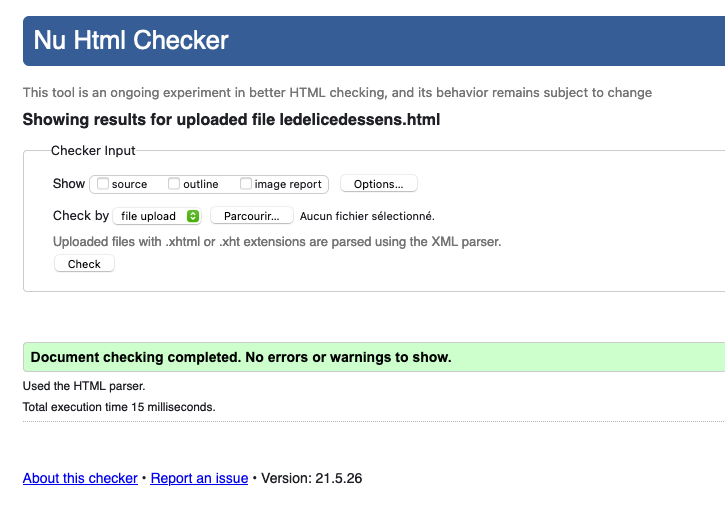 Nu Html Checker
This tool is an ongoing experiment in better HTML checking, and its behavior remains subject to change
Showing results for uploaded file ledelicedessens.html
Checker Input
Show source outline image report Options...
Check by file upload Parcourir... Aucun fichier sélectionné.
Uploaded files with .xhtml or .xht extensions are parsed using the XML parser.
Check
Document checking completed. No errors or warnings to show.
Used the HTML parser.
Total execution time 15 milliseconds.
About this checker • Report an issue • Version: 21.5.26